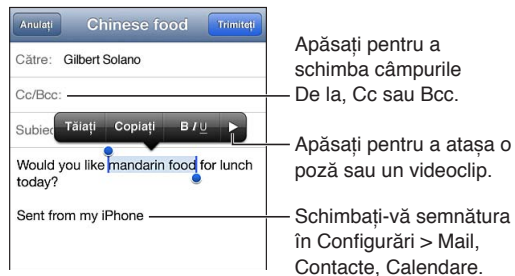 Anulați Chinese food Trimiteți
Către: Gilbert Solano
Cc/Bcc:
Subiec
Tăiați Copiați B I U
Would you like mandarin food for lunch
today?
Sent from my iPhone
Apăsați pentru a
schimba câmpurile
De la, Cc sau Bcc.
Apăsați pentru a atașa o
poză sau un videoclip.
Schimbați-vă semnătura
în Configurări > Mail,
Contacte, Calendare.